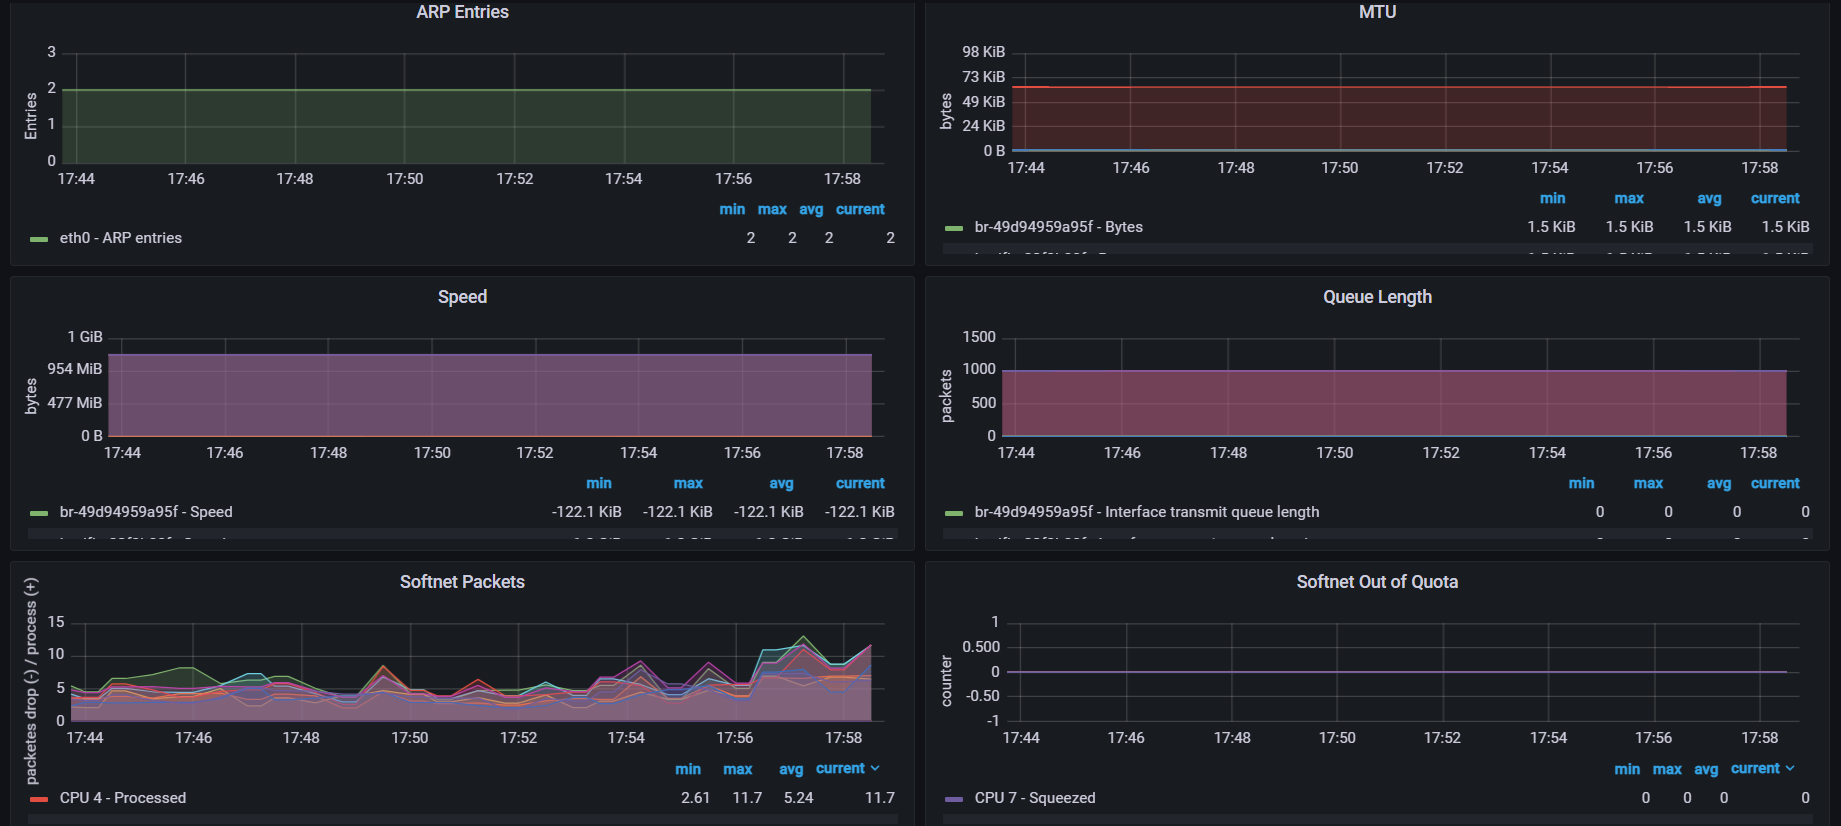 ARP Entries
3
2
1
0
Entries
17:44 17:46 17:48 17:50 17:52 17:54 17:56 17:58
min max avg current
eth0 - ARP entries 2 2 2 2
MTU
98 KiB
73 KiB
49 KiB
24 KiB
0 B
bytes
17:44 17:46 17:48 17:50 17:52 17:54 17:56 17:58
min max avg current
br-49d94959a95f - Bytes 1.5 KiB 1.5 KiB 1.5 KiB 1.5 KiB
Speed
1 GiB
954 MiB
477 MiB
0 B
bytes
17:44 17:46 17:48 17:50 17:52 17:54 17:56 17:58
min max avg current
br-49d94959a95f - Speed -122.1 KiB -122.1 KiB -122.1 KiB -122.1 KiB
Queue Length
1500
1000
500
0
packets
17:44 17:46 17:48 17:50 17:52 17:54 17:56 17:58
min max avg current
br-49d94959a95f - Interface transmit queue length 0 0 0 0
Softnet Packets
15
10
5
0
packetes drop (-) / process (+)
17:44 17:46 17:48 17:50 17:52 17:54 17:56 17:58
min max avg current
CPU 4 - Processed 2.61 11.7 5.24 11.7
Softnet Out of Quota
1
0.500
0
-0.50
-1
counter
17:44 17:46 17:48 17:50 17:52 17:54 17:56 17:58
min max avg current
CPU 7 - Squeezed 0 0 0 0